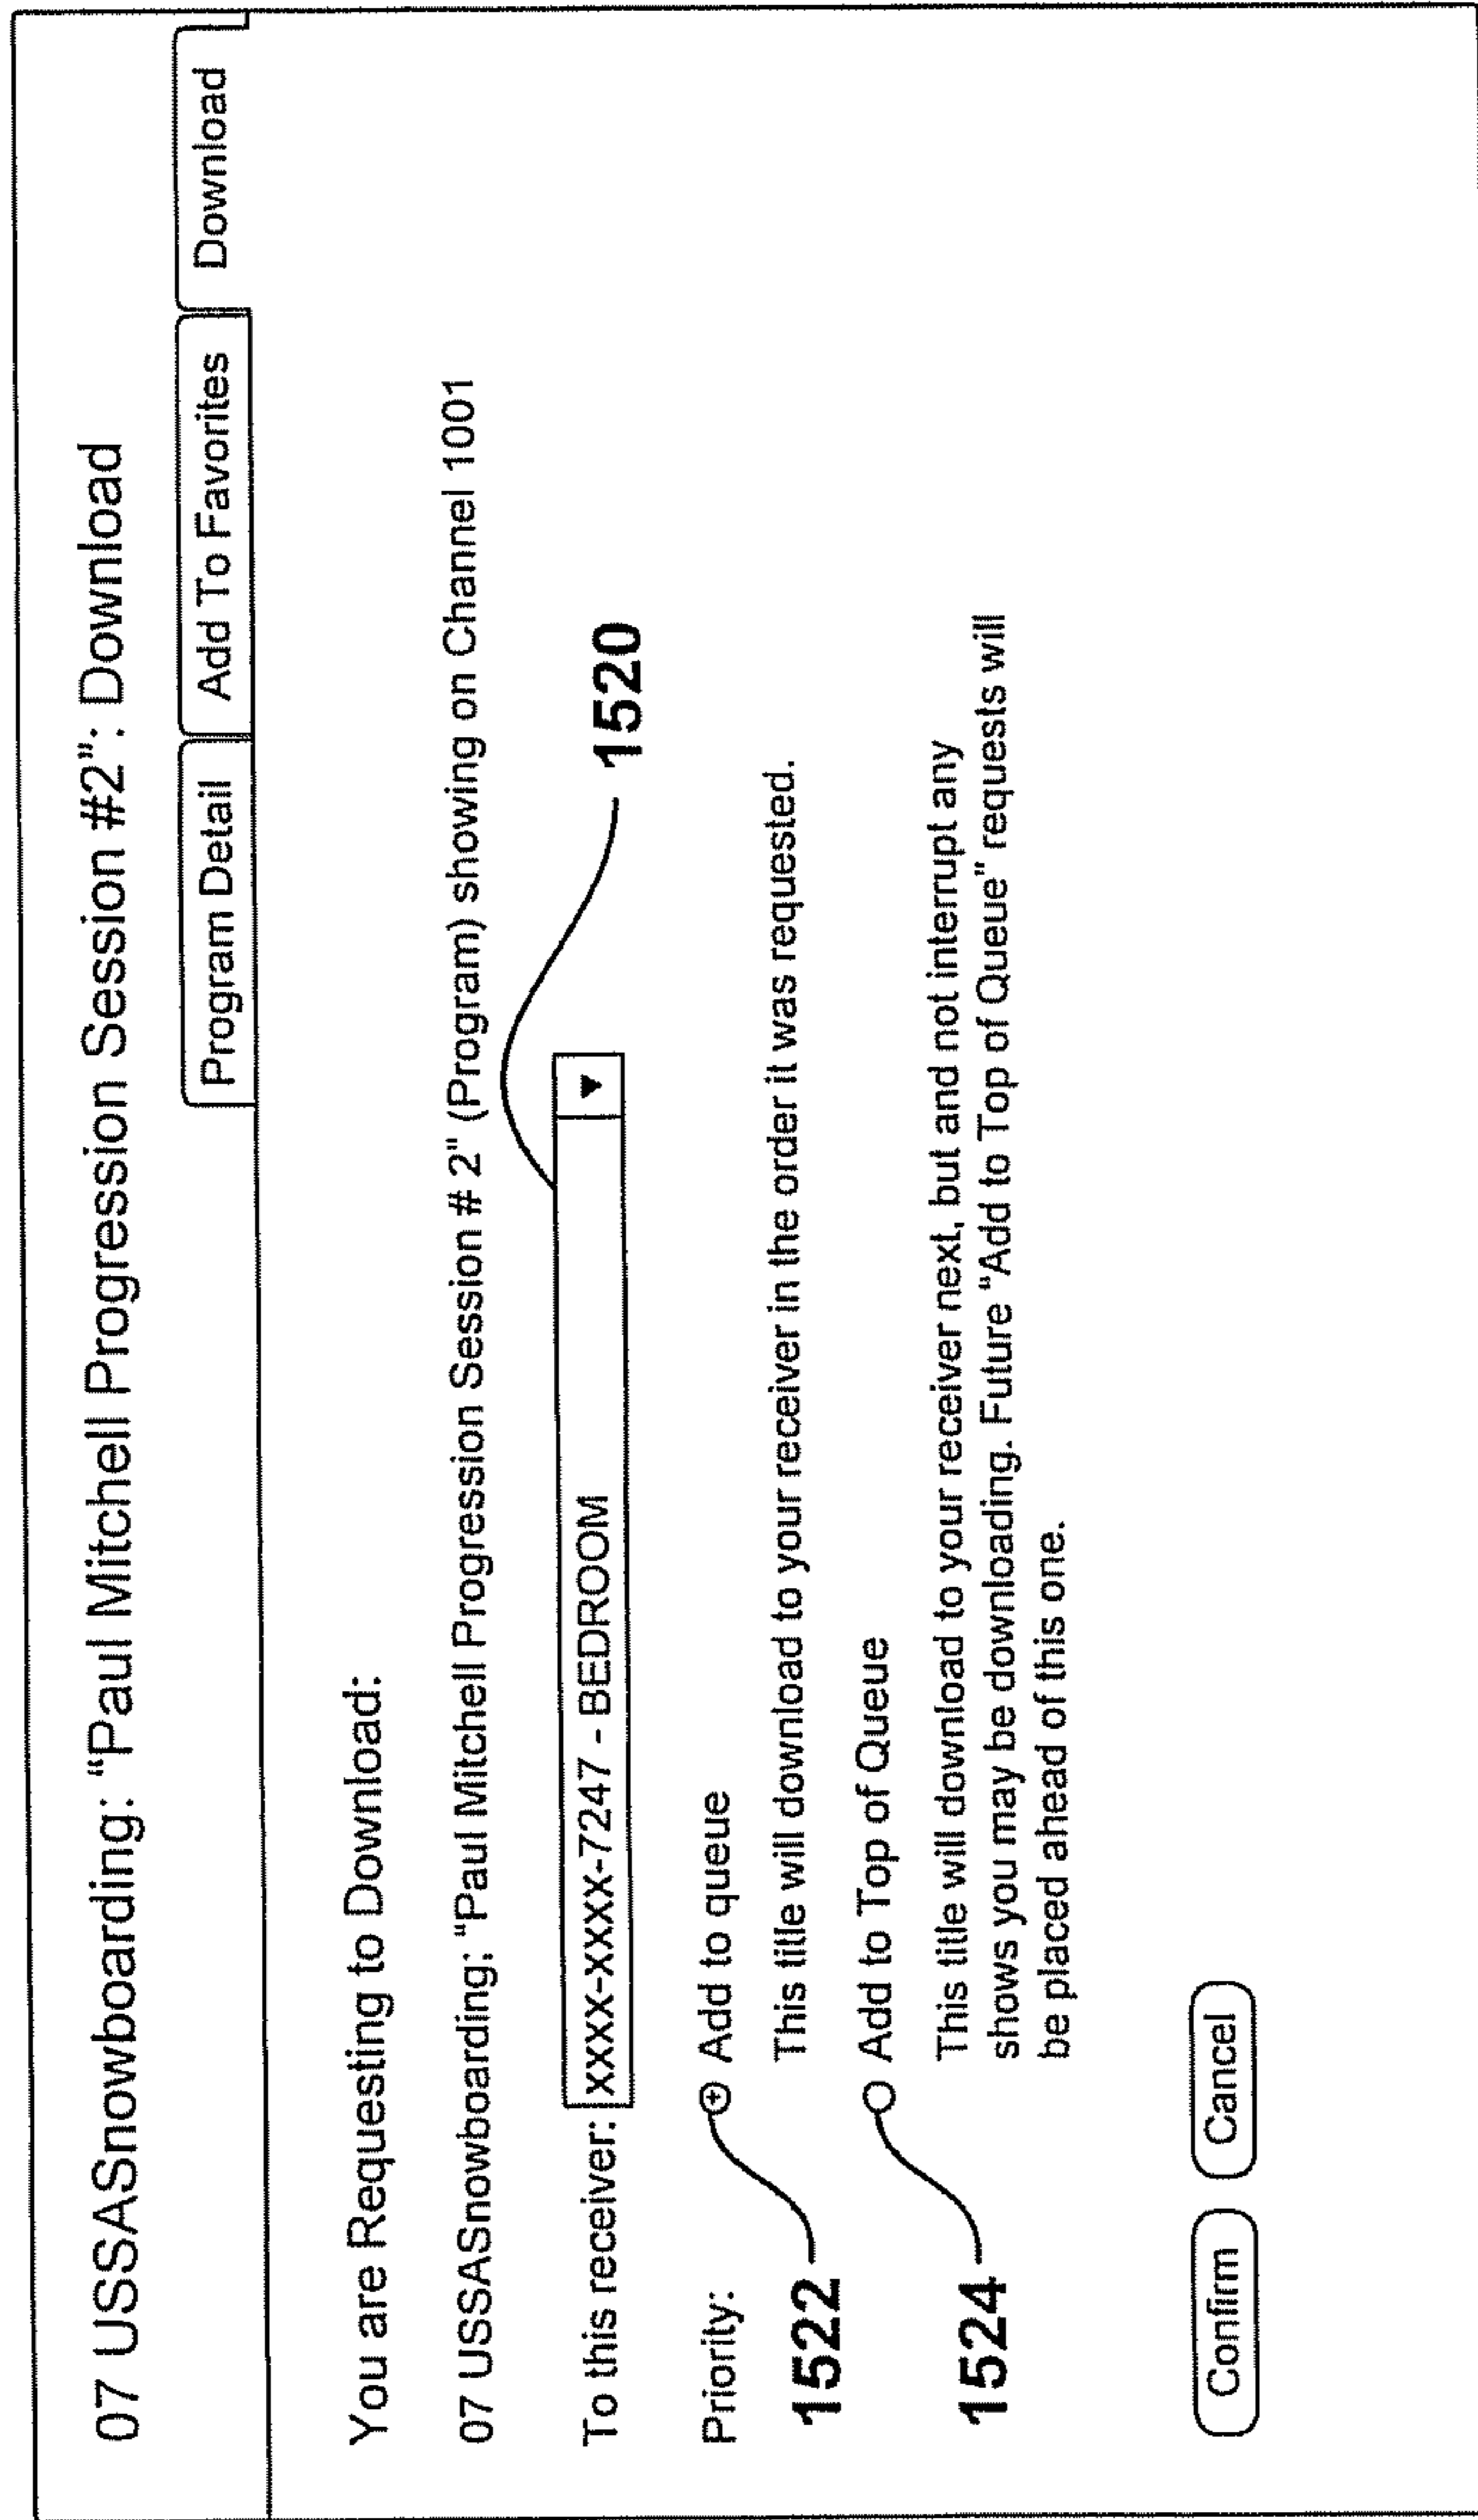 07 USSASnowboarding: "Paul Mitchell Progression Session #2": Download
Program Detail
Add To Favorites
Download
You are Requesting to Download:
07 USSASnowboarding: "Paul Mitchell Progression Session # 2" (Program) showing on Channel 1001
To this receiver: xxxx-xxxx-7247 - BEDROOM ▼
1520
Priority: Add to queue
1522
This title will download to your receiver in the order it was requested.
Add to Top of Queue
1524
This title will download to your receiver next, but and not interrupt any
shows you may be downloading. Future "Add to Top of Queue" requests will
be placed ahead of this one.
Confirm
Cancel